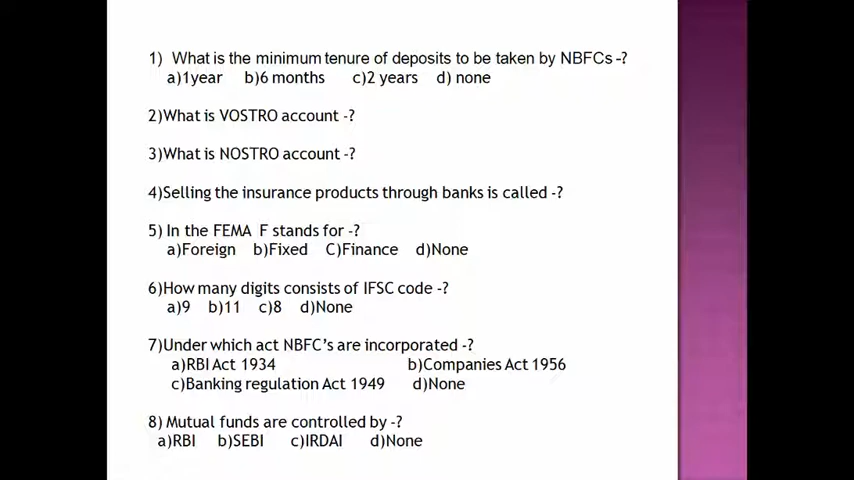 1) What is the minimum tenure of deposits to be taken by NBFCs -?
a)1year b)6 months c)2 years d) none
2)What is VOSTRO account -?
3)What is NOSTRO account -?
4)Selling the insurance products through banks is called -?
5) In the FEMA F stands for -?
a)Foreign b)Fixed C)Finance d)None
6)How many digits consists of IFSC code -?
a)9 b)11 c)8 d)None
7)Under which act NBFC's are incorporated -?
a)RBI Act 1934 b)Companies Act 1956
c)Banking regulation Act 1949 d)None
8) Mutual funds are controlled by -?
a)RBI b)SEBI c)IRDAI d)None